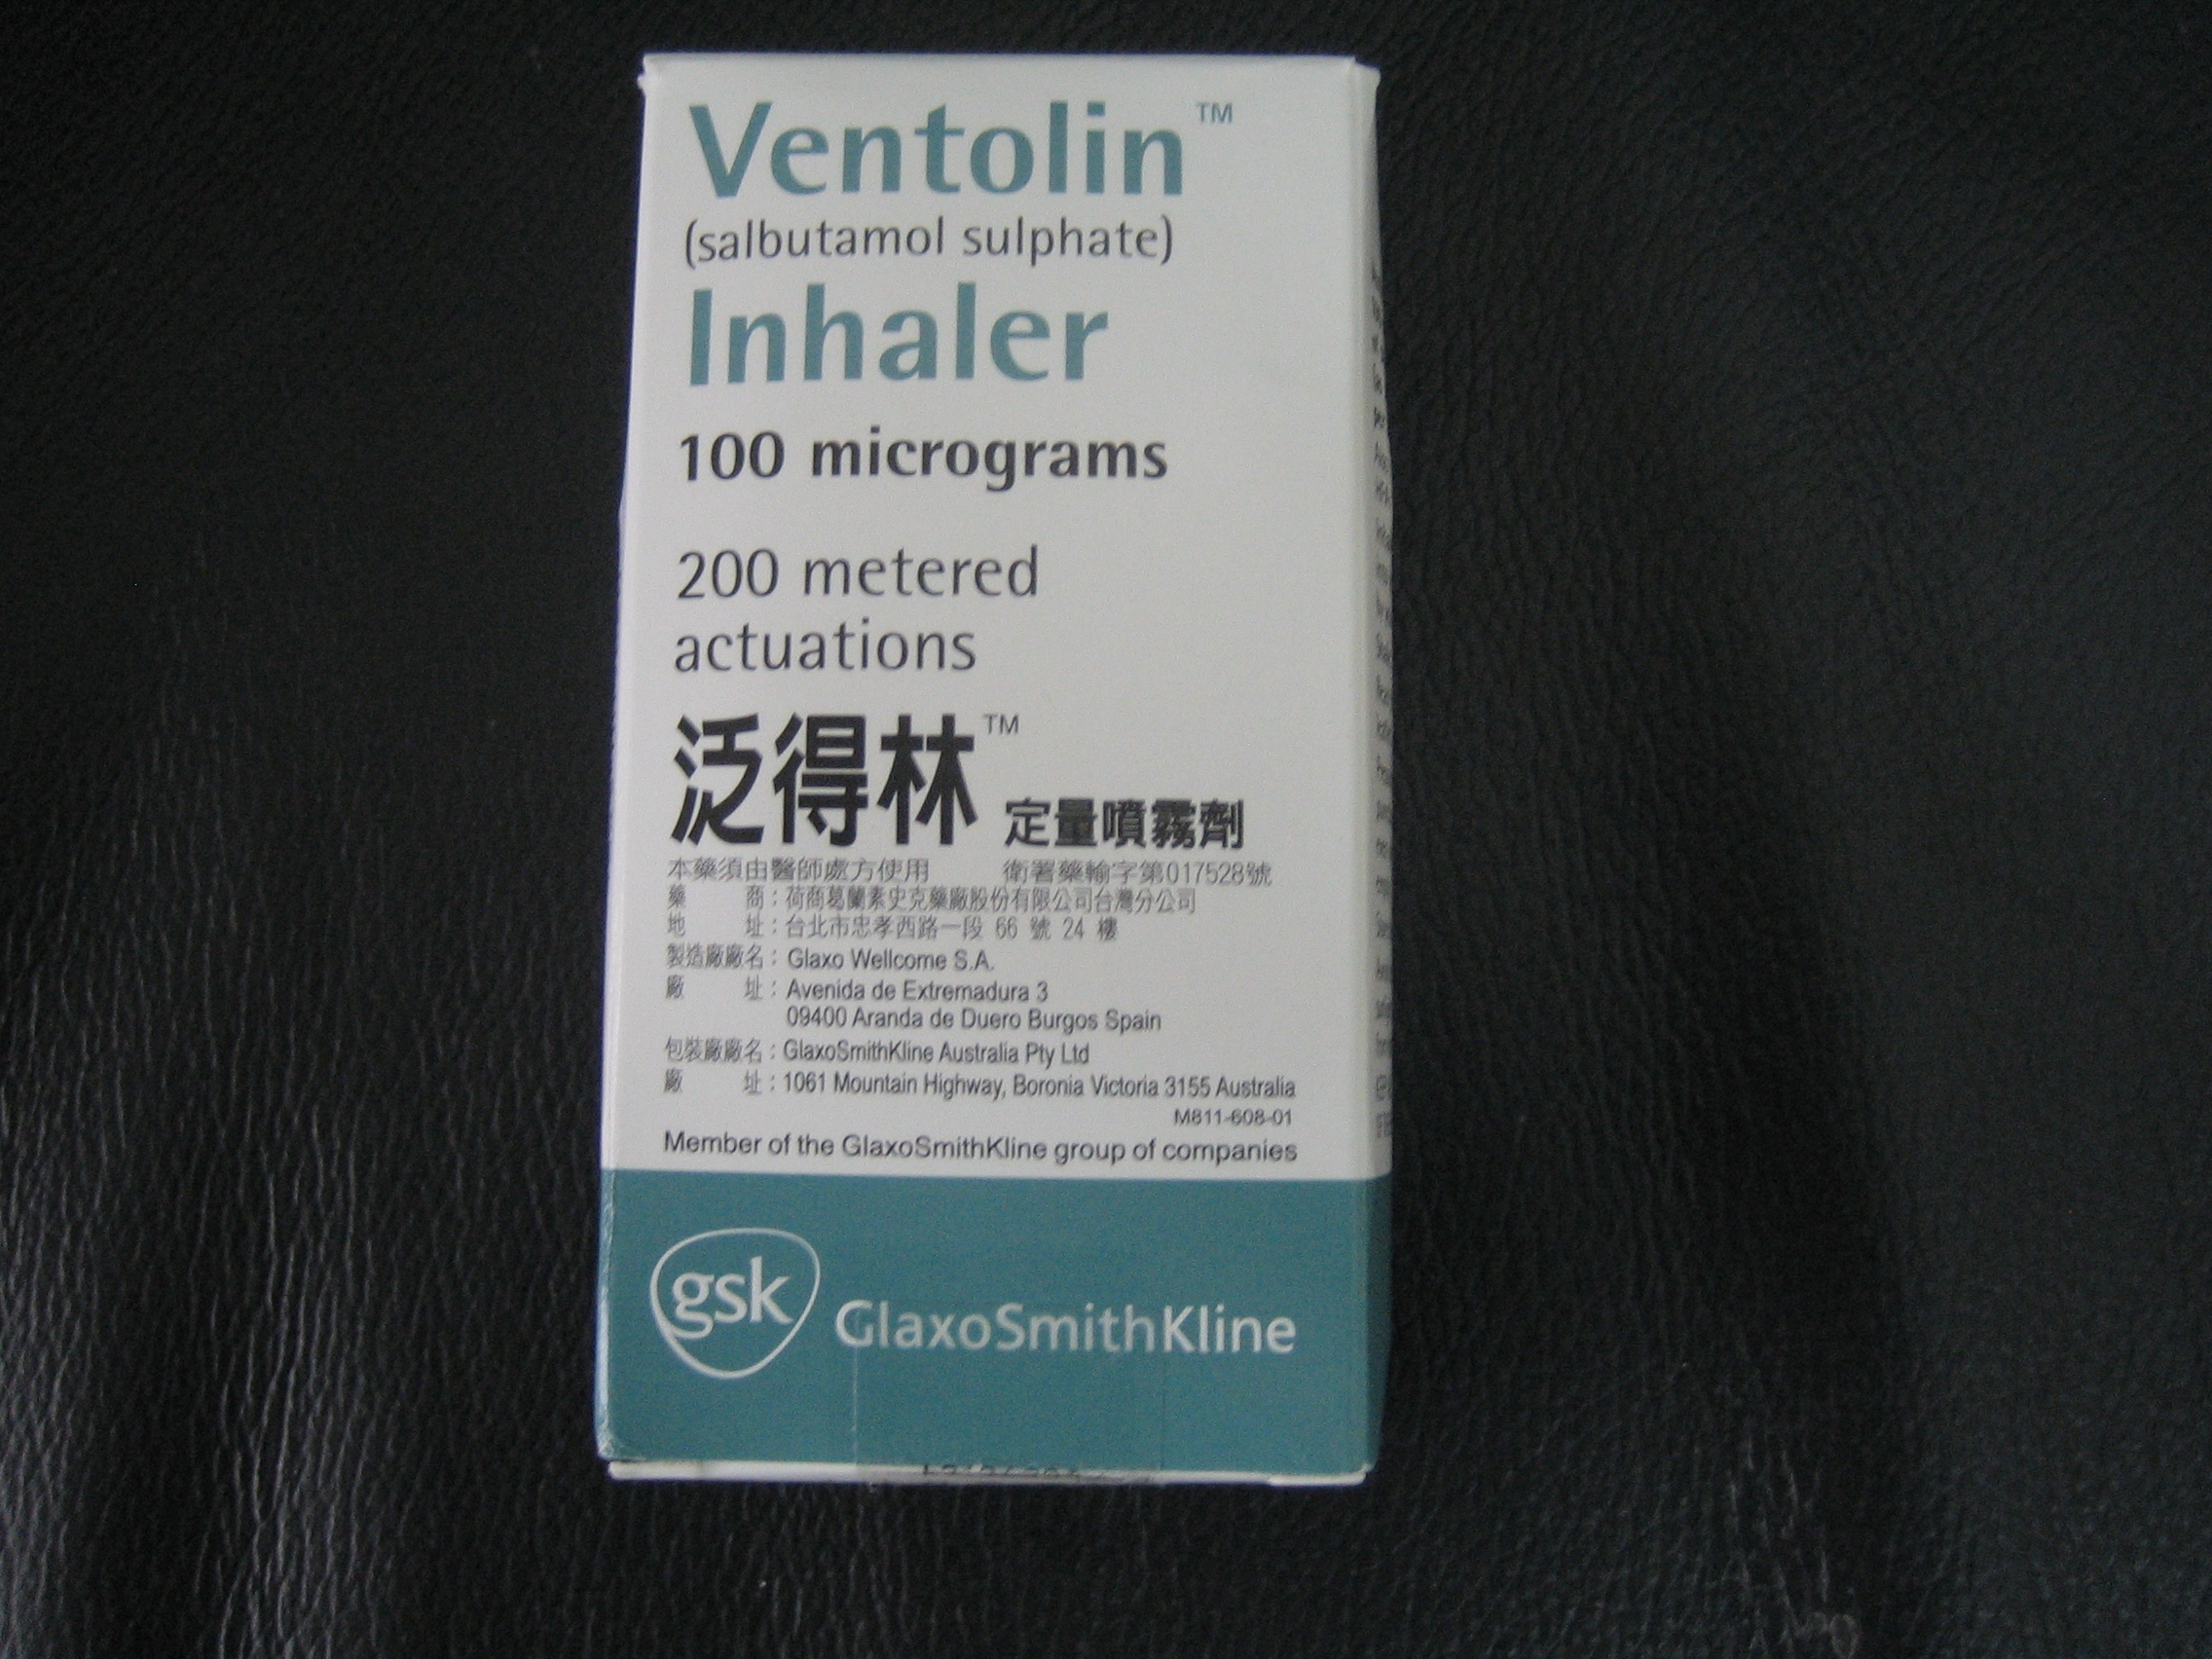 Ventolin™
(salbutamol sulphate)
Inhaler
100 micrograms
200 metered
actuations
泛得林™ 定量噴霧劑
本藥須由醫師處方使用 衛署藥輸字第017528號
藥 商：荷商葛蘭素史克藥廠股份有限公司台灣分公司
地 址：台北市忠孝西路一段 66 號 24 樓
製造廠廠名：Glaxo Wellcome S.A.
廠 址：Avenida de Extremadura 3
09400 Aranda de Duero Burgos Spain
包裝廠廠名：GlaxoSmithKline Australia Pty Ltd
廠 址：1061 Mountain Highway, Boronia Victoria 3155 Australia
M811-608-01
Member of the GlaxoSmithKline group of companies
gsk GlaxoSmithKline